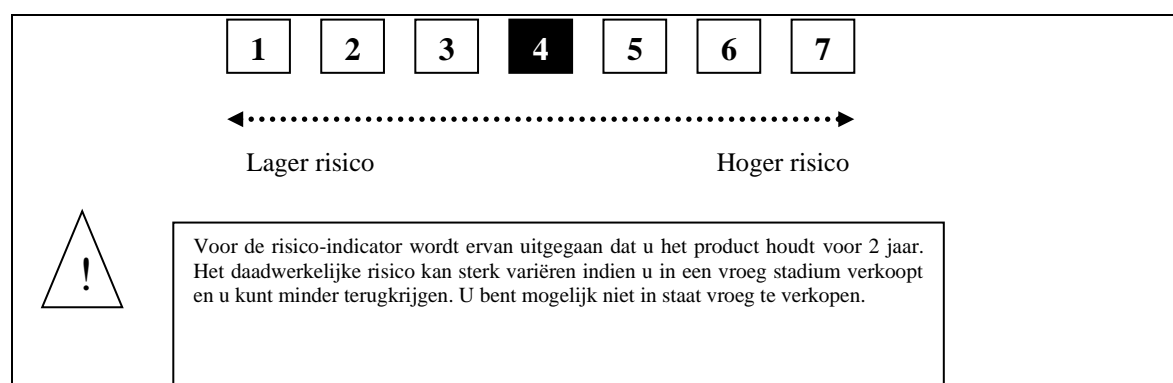 1 2 3 4 5 6 7
Lager risico Hoger risico
!
Voor de risico-indicator wordt ervan uitgegaan dat u het product houdt voor 2 jaar.
Het daadwerkelijke risico kan sterk variëren indien u in een vroeg stadium verkoopt
en u kunt minder terugkrijgen. U bent mogelijk niet in staat vroeg te verkopen.